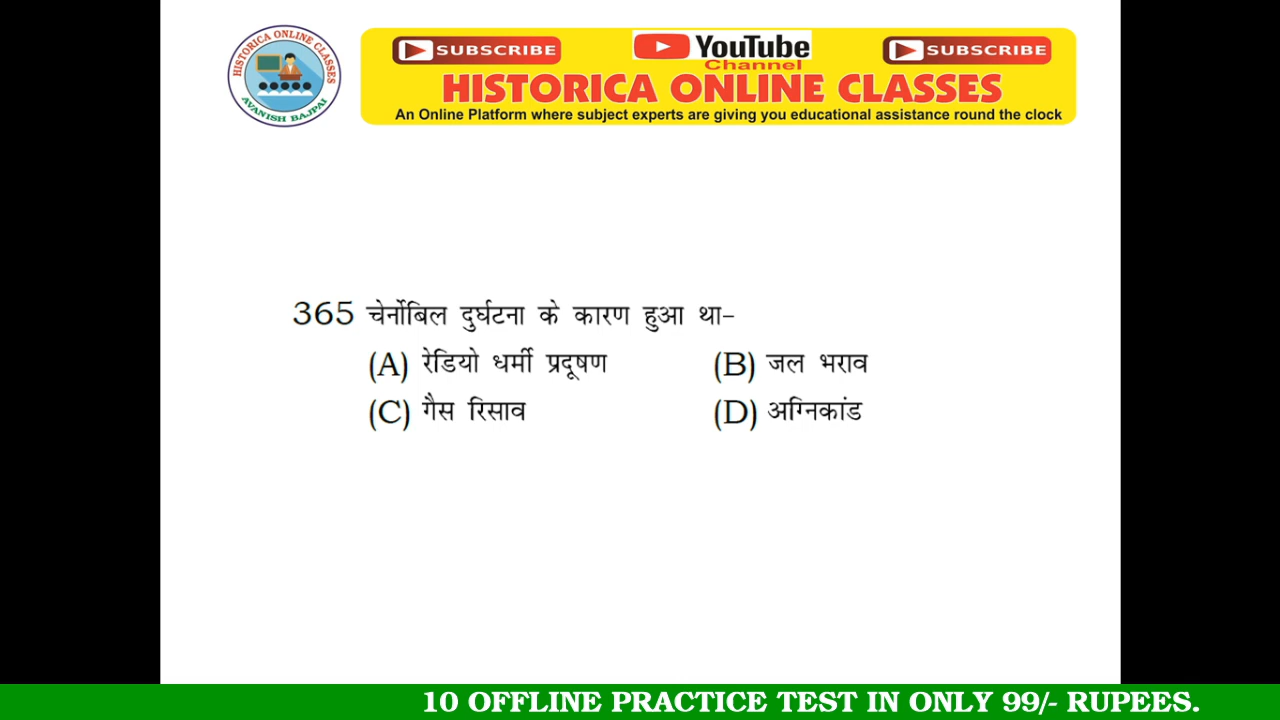 HISTORICA ONLINE CLASSES
AVANISH BAJPAI
SUBSCRIBE
YouTube
Channel
SUBSCRIBE
HISTORICA ONLINE CLASSES
An Online Platform where subject experts are giving you educational assistance round the clock
365 चेर्नोबिल दुर्घटना के कारण हुआ था-
(A) रेडियो धर्मी प्रदूषण (B) जल भराव
(C) गैस रिसाव (D) अग्निकांड
10 OFFLINE PRACTICE TEST IN ONLY 99/- RUPEES.